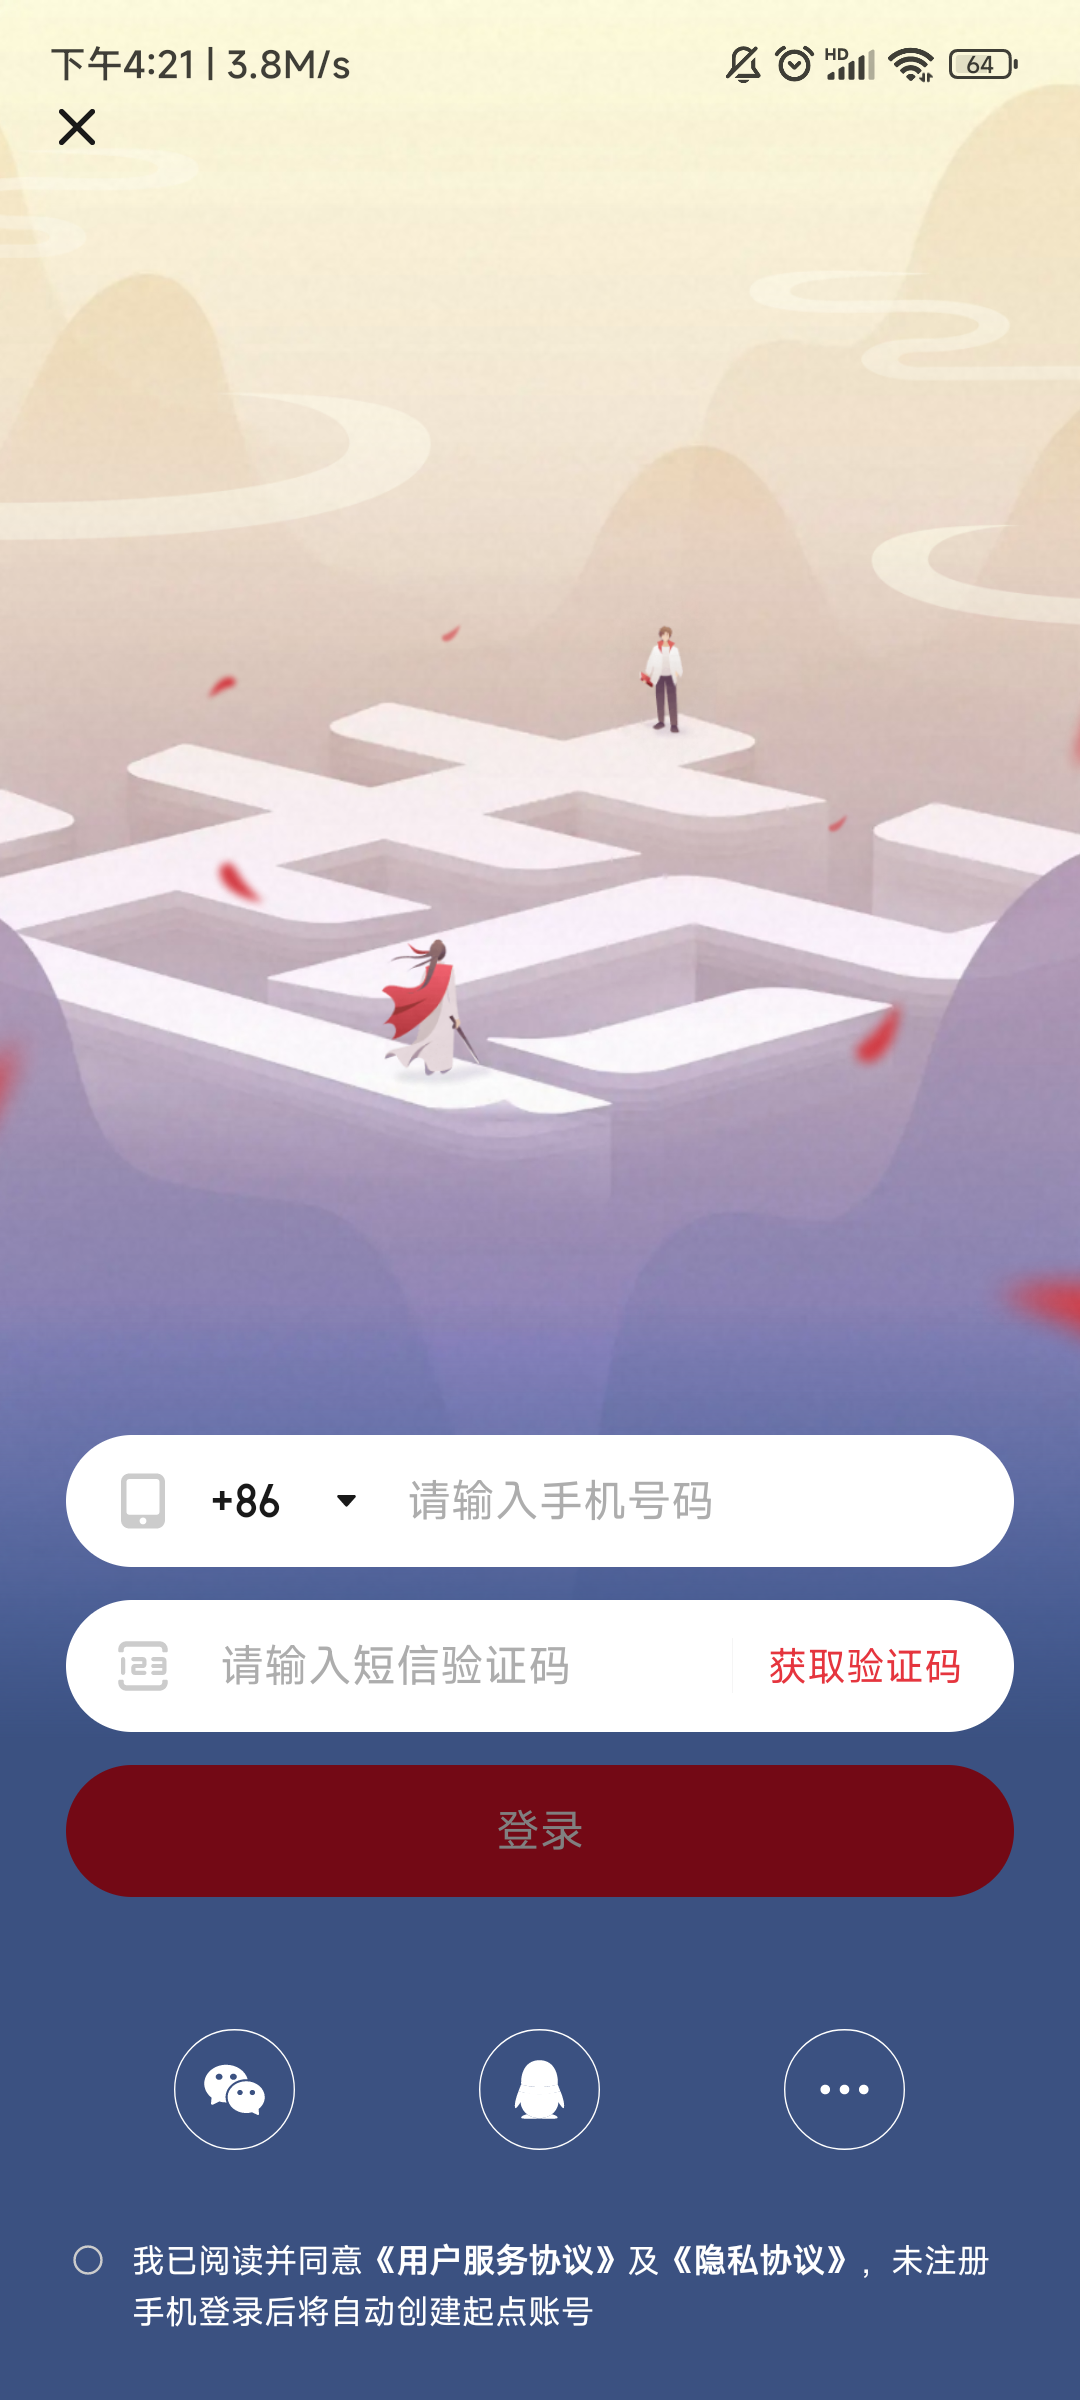 下午4:21 | 3.8M/s HD 64
+86 请输入手机号码
123 请输入短信验证码 获取验证码
登录
我已阅读并同意《用户服务协议》及《隐私协议》，未注册
手机登录后将自动创建起点账号